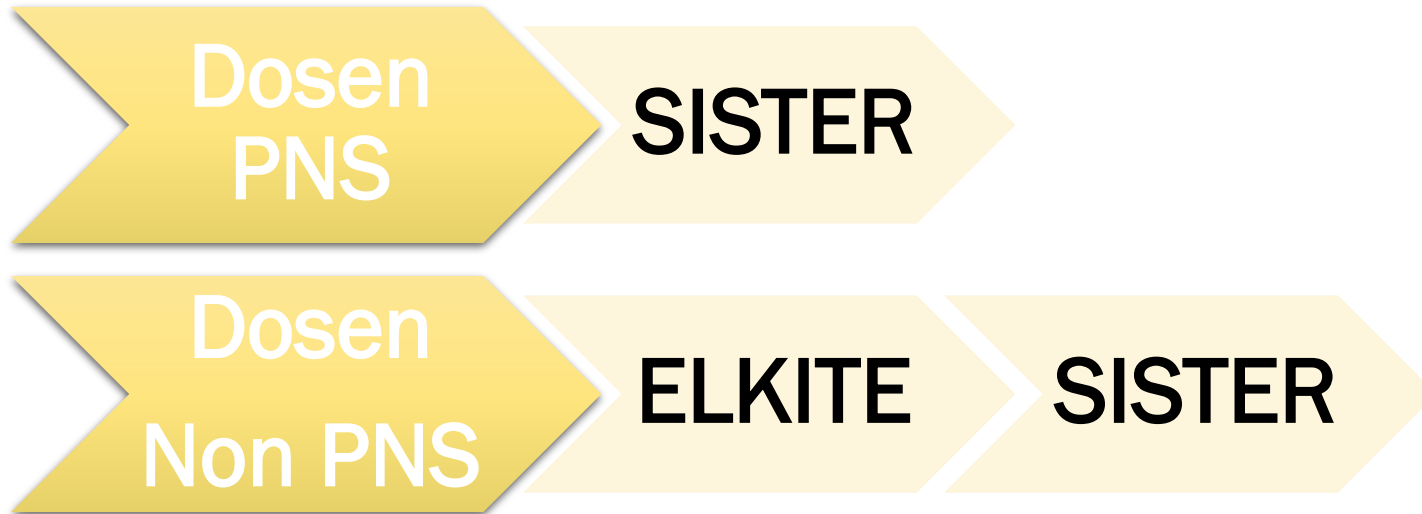 Dosen
PNS
SISTER
Dosen
Non PNS
ELKITE
SISTER